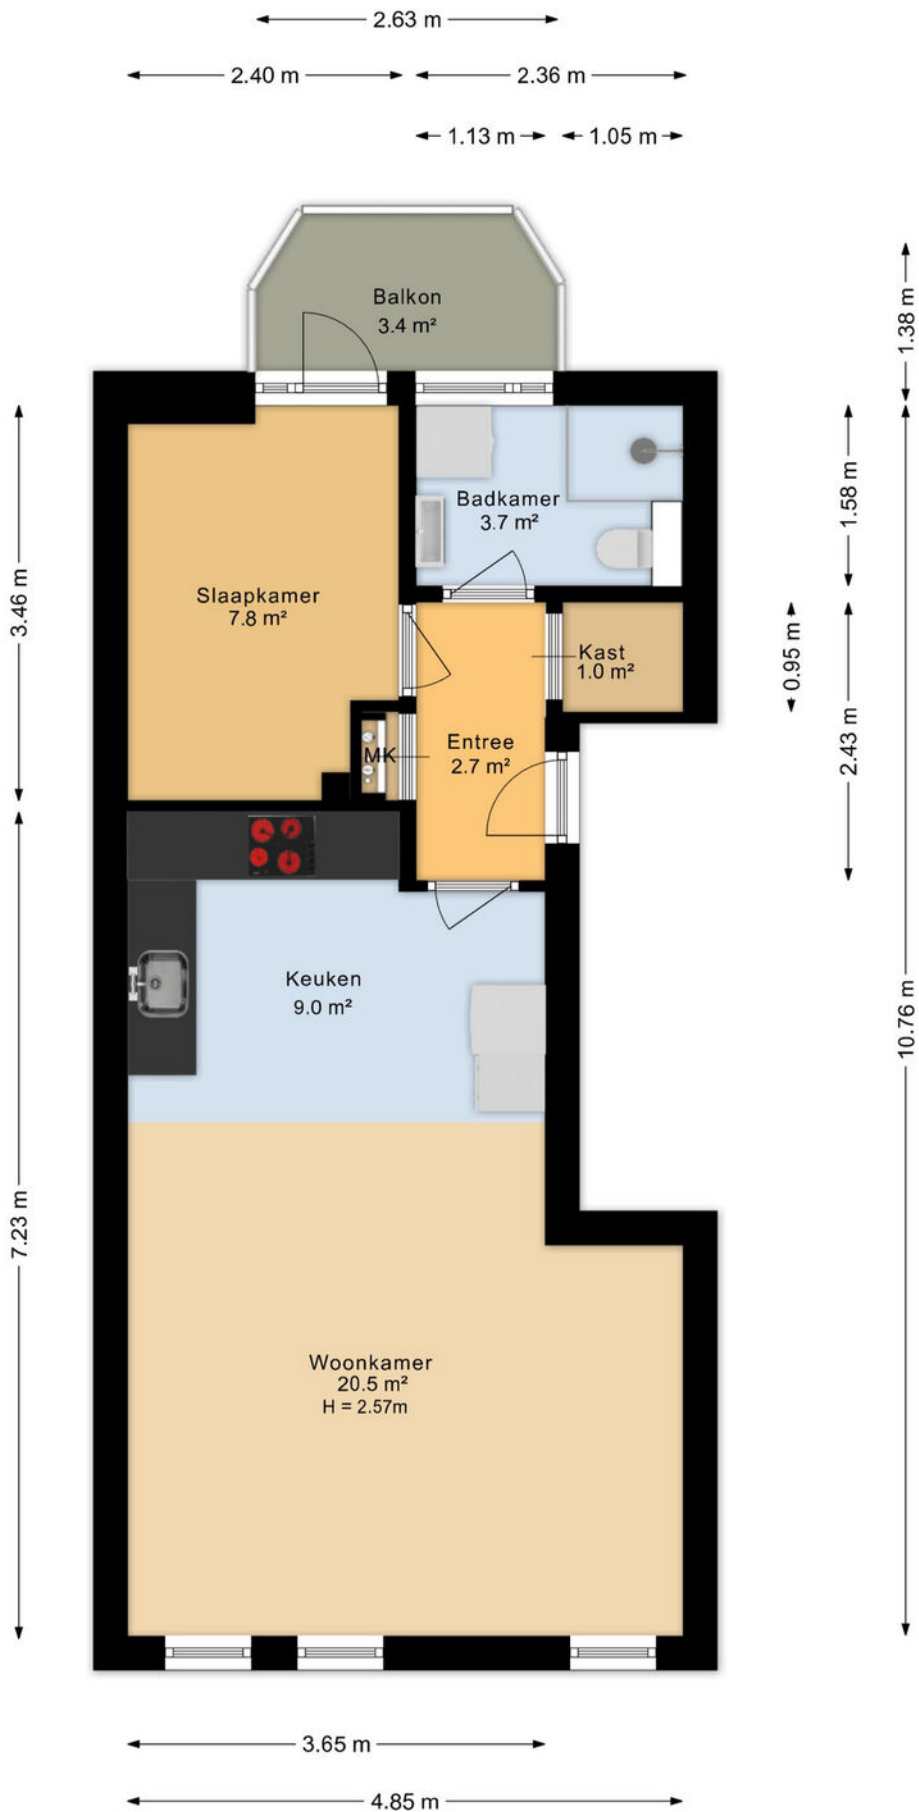 2.63 m
2.40 m
2.36 m
1.13 m
1.05 m
Balkon
3.4 m²
1.38 m
Badkamer
3.7 m²
1.58 m
Slaapkamer
7.8 m²
3.46 m
Kast
1.0 m²
0.95 m
MK
Entree
2.7 m²
2.43 m
Keuken
9.0 m²
10.76 m
7.23 m
Woonkamer
20.5 m²
H = 2.57m
3.65 m
4.85 m